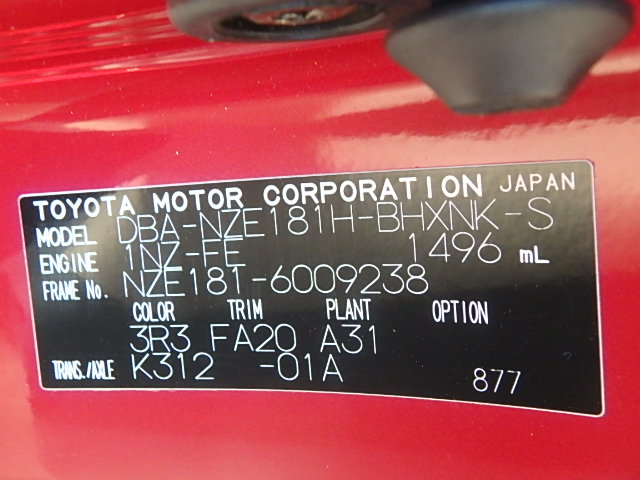 TOYOTA MOTOR CORPORATION JAPAN
MODEL DBA-NZE181H-BHXNK-S
ENGINE 1NZ-FE 1496 mL
FRAME No. NZE181-6009238
COLOR TRIM PLANT OPTION
3R3 FA20 A31
TRANS./AXLE K312 -01A 877